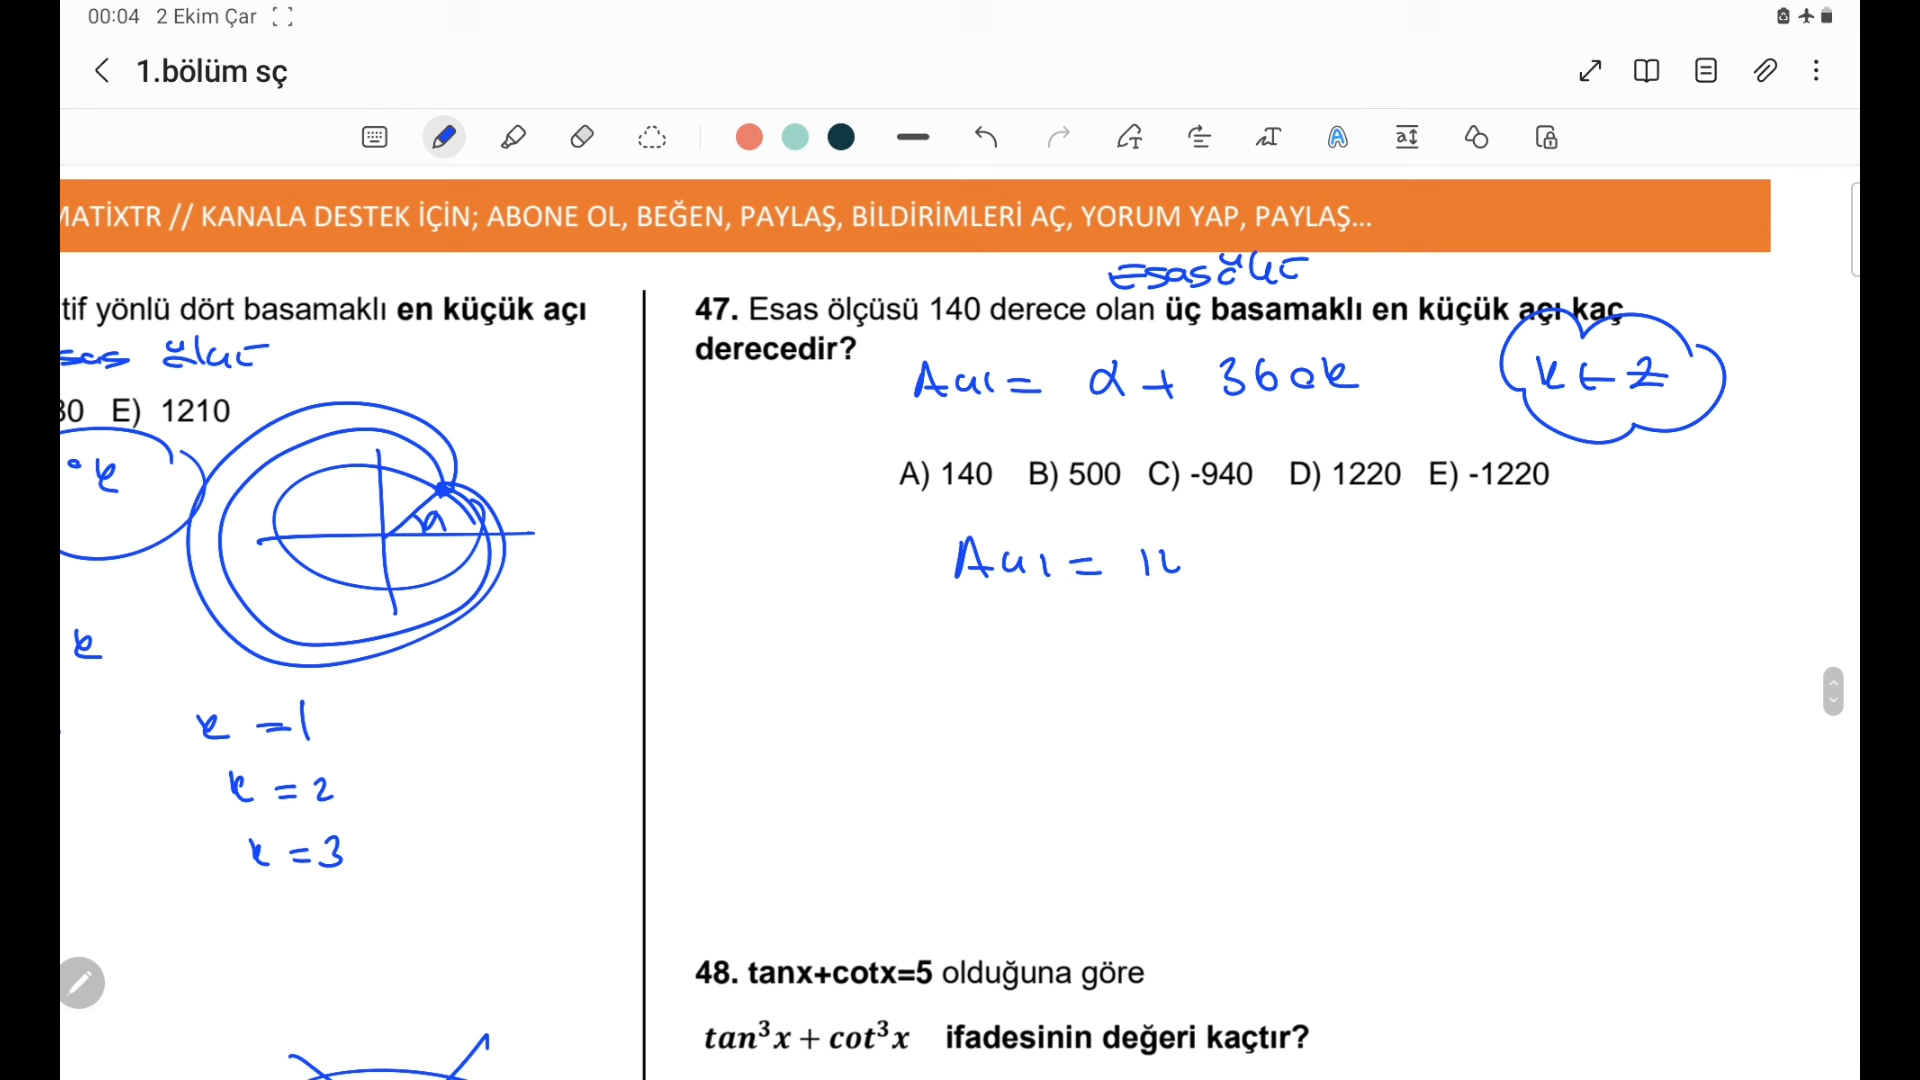 00:04 2 Ekim Çar
1.bölüm sç
MATİXTR // KANALA DESTEK İÇİN; ABONE OL, BEĞEN, PAYLAŞ, BİLDİRİMLERİ AÇ, YORUM YAP, PAYLAŞ...
tif yönlü dört basamaklı en küçük açı
30 E) 1210
k
k
k = 1
k = 2
k = 3
Esas ölçü
47. Esas ölçüsü 140 derece olan üç basamaklı en küçük açı kaç
derecedir?
Açı = α + 360k k ∈ Z
A) 140 B) 500 C) -940 D) 1220 E) -1220
Açı = 14
48. tanx+cotx=5 olduğuna göre
tan³x + cot³x ifadesinin değeri kaçtır?